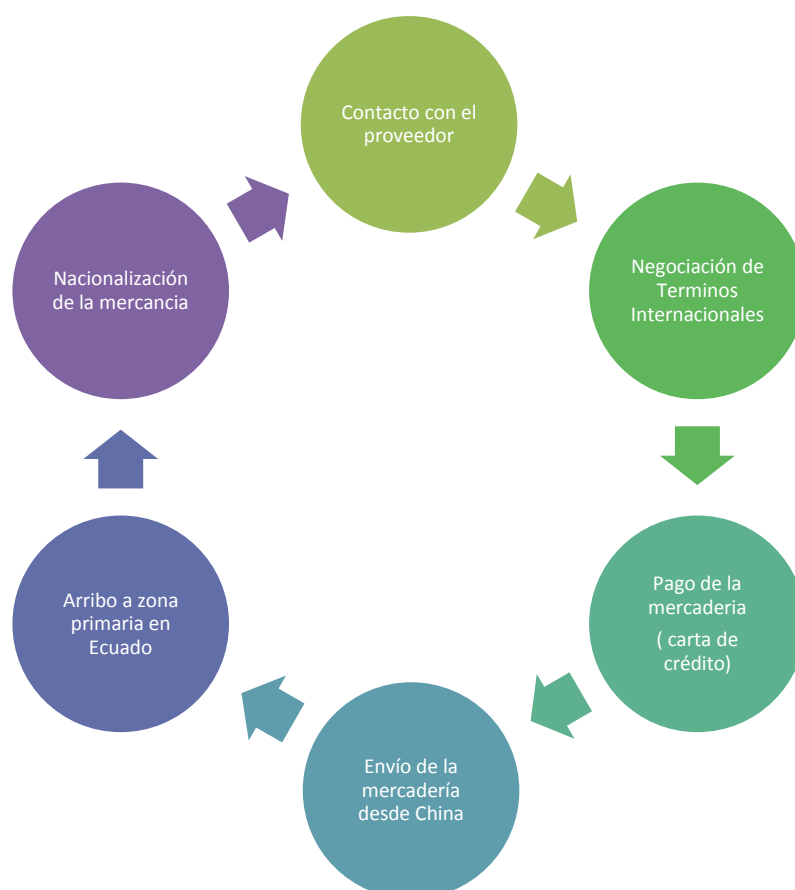 Contacto con el
proveedor
Negociación de
Terminos
Internacionales
Pago de la
mercaderia
( carta de
crédito)
Envío de la
mercadería
desde China
Arribo a zona
primaria en
Ecuado
Nacionalización
de la mercancia